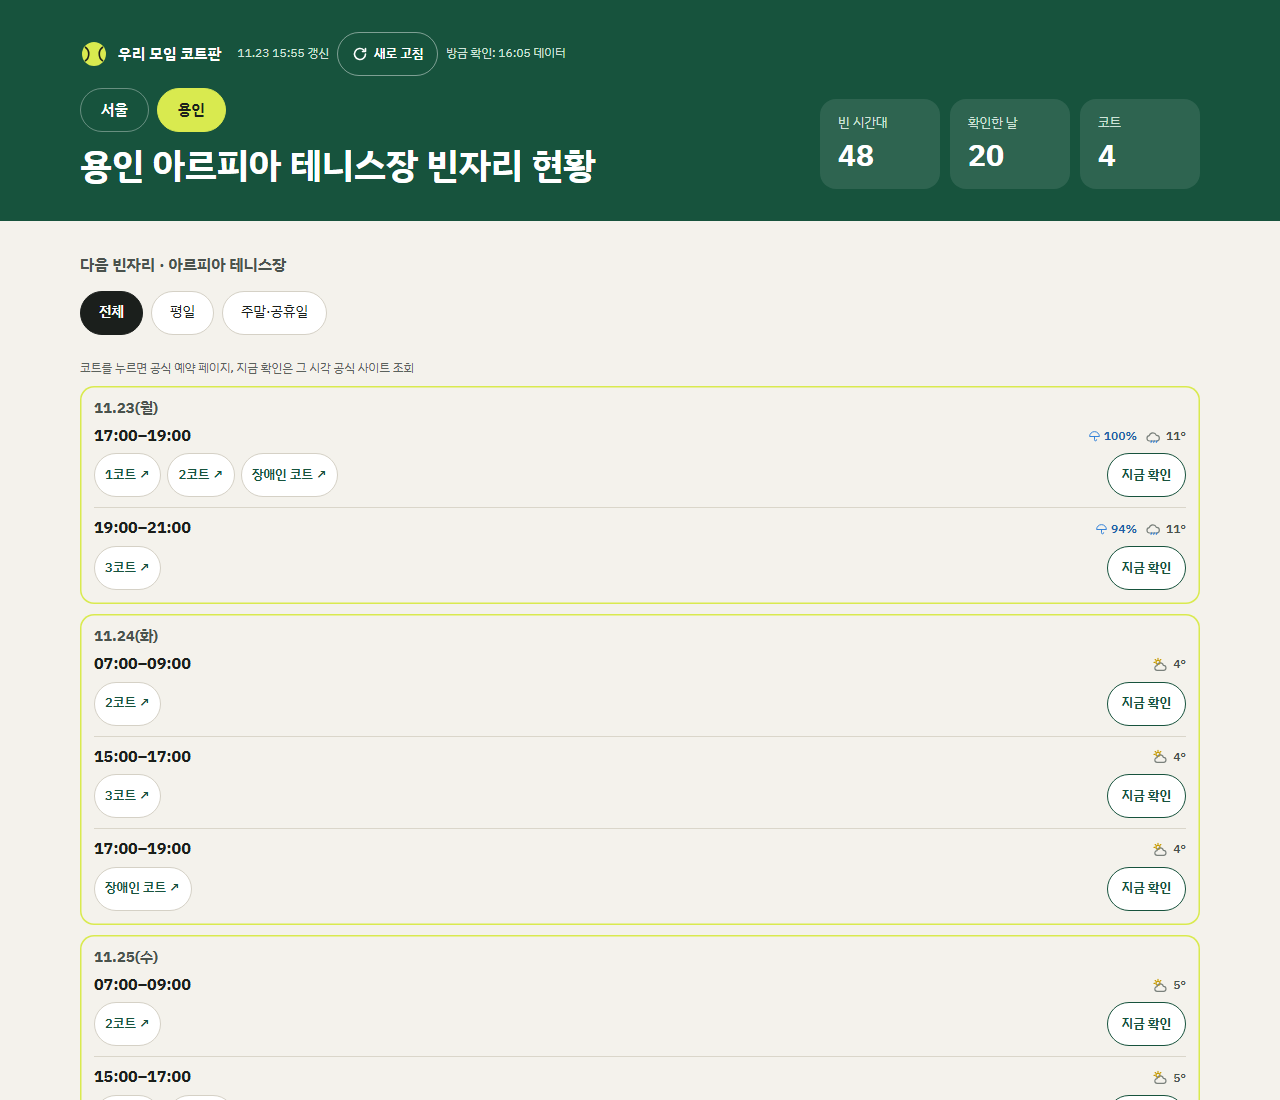 우리 모임 코트판 11.23 15:55 갱신 새로 고침 방금 확인: 16:05 데이터
서울 용인
용인 아르피아 테니스장 빈자리 현황
빈 시간대 확인한 날 코트
48 20 4
다음 빈자리 · 아르피아 테니스장
전체 평일 주말·공휴일
코트를 누르면 공식 예약 페이지, 지금 확인은 그 시각 공식 사이트 조회
11.23(월)
17:00–19:00 100% 11°
1코트 ↗ 2코트 ↗ 장애인 코트 ↗ 지금 확인
19:00–21:00 94% 11°
3코트 ↗ 지금 확인
11.24(화)
07:00–09:00 4°
2코트 ↗ 지금 확인
15:00–17:00 4°
3코트 ↗ 지금 확인
17:00–19:00 4°
장애인 코트 ↗ 지금 확인
11.25(수)
07:00–09:00 5°
2코트 ↗ 지금 확인
15:00–17:00 5°